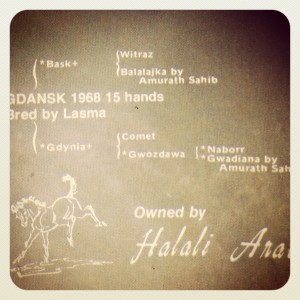 *Bask+
Witraz
Balalajka by
Amurath Sahib
GDANSK 1968 15 hands
Bred by Lasma
*Gdynia+
Comet
*Gwozdawa
*Naborr
*Gwadiana by
Amurath Sah
Owned by
Halali Ara